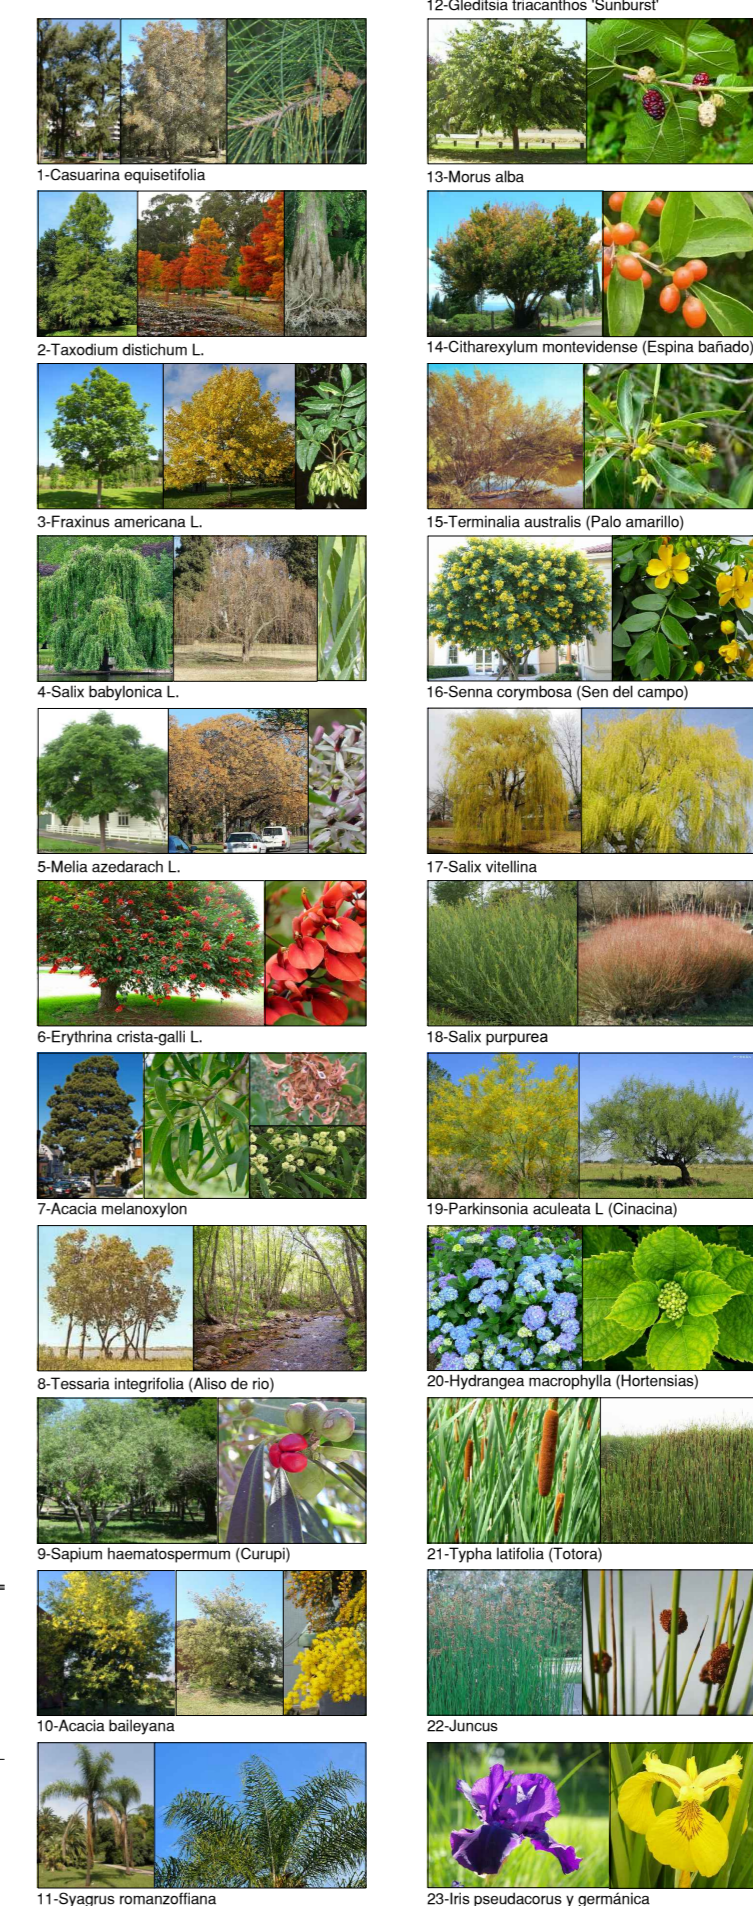 1-Casuarina equisetifolia
2-Taxodium distichum L.
3-Fraxinus americana L.
4-Salix babylonica L.
5-Melia azedarach L.
6-Erythrina crista-galli L.
7-Acacia melanoxylon
8-Tessaria integrifolia (Aliso de rio)
9-Sapium haematospermum (Curupi)
10-Acacia baileyana
11-Syagrus romanzoffiana
12-Gleditsia triacanthos 'Sunburst'
13-Morus alba
14-Citharexylum montevidense (Espina bañado)
15-Terminalia australis (Palo amarillo)
16-Senna corymbosa (Sen del campo)
17-Salix vitellina
18-Salix purpurea
19-Parkinsonia aculeata L (Cinacina)
20-Hydrangea macrophylla (Hortensias)
21-Typha latifolia (Totora)
22-Juncus
23-Iris pseudacorus y germánica